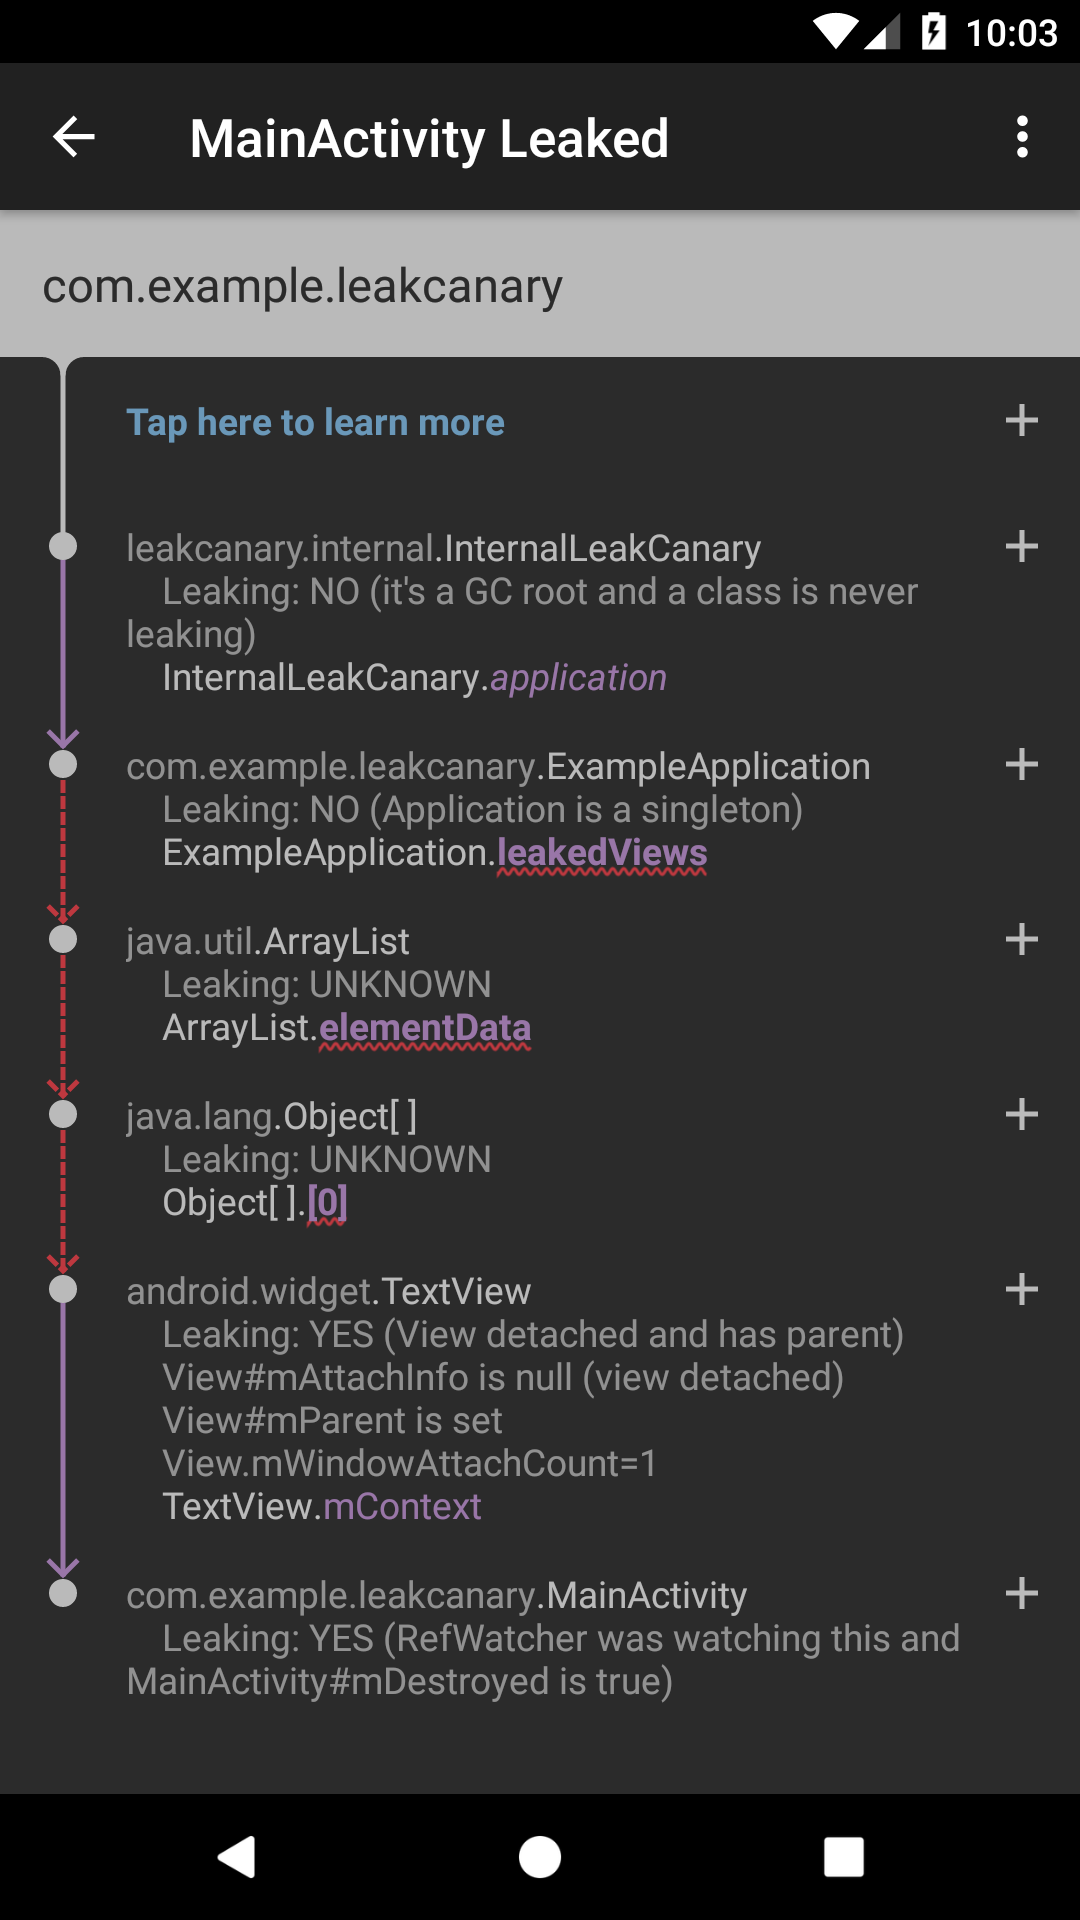 10:03
MainActivity Leaked
com.example.leakcanary
Tap here to learn more
leakcanary.internal.InternalLeakCanary
Leaking: NO (it's a GC root and a class is never
leaking)
InternalLeakCanary.application
com.example.leakcanary.ExampleApplication
Leaking: NO (Application is a singleton)
ExampleApplication.leakedViews
java.util.ArrayList
Leaking: UNKNOWN
ArrayList.elementData
java.lang.Object[ ]
Leaking: UNKNOWN
Object[ ].[0]
android.widget.TextView
Leaking: YES (View detached and has parent)
View#mAttachInfo is null (view detached)
View#mParent is set
View.mWindowAttachCount=1
TextView.mContext
com.example.leakcanary.MainActivity
Leaking: YES (RefWatcher was watching this and
MainActivity#mDestroyed is true)